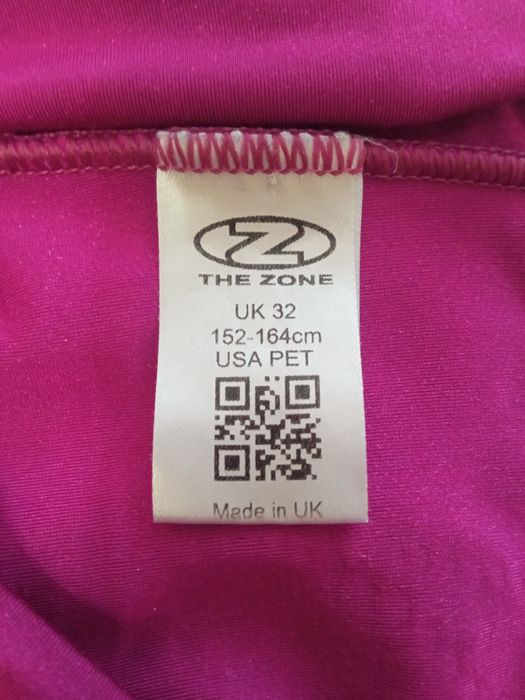 Z
THE ZONE
UK 32
152-164cm
USA PET
Made in UK